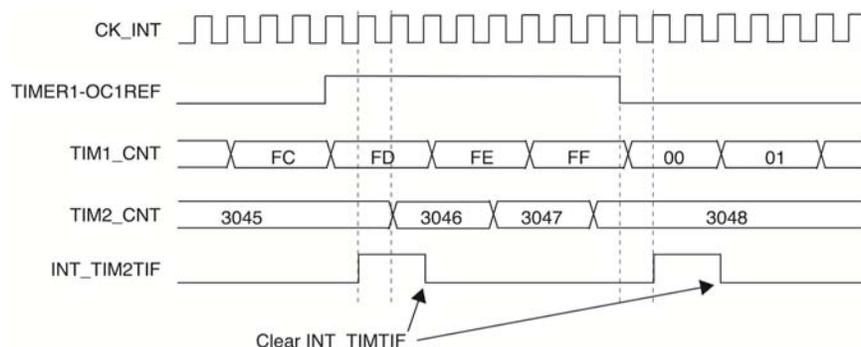 CK_INT
TIMER1-OC1REF
TIM1_CNT FC FD FE FF 00 01
TIM2_CNT 3045 3046 3047 3048
INT_TIM2TIF
Clear INT_TIMTIF